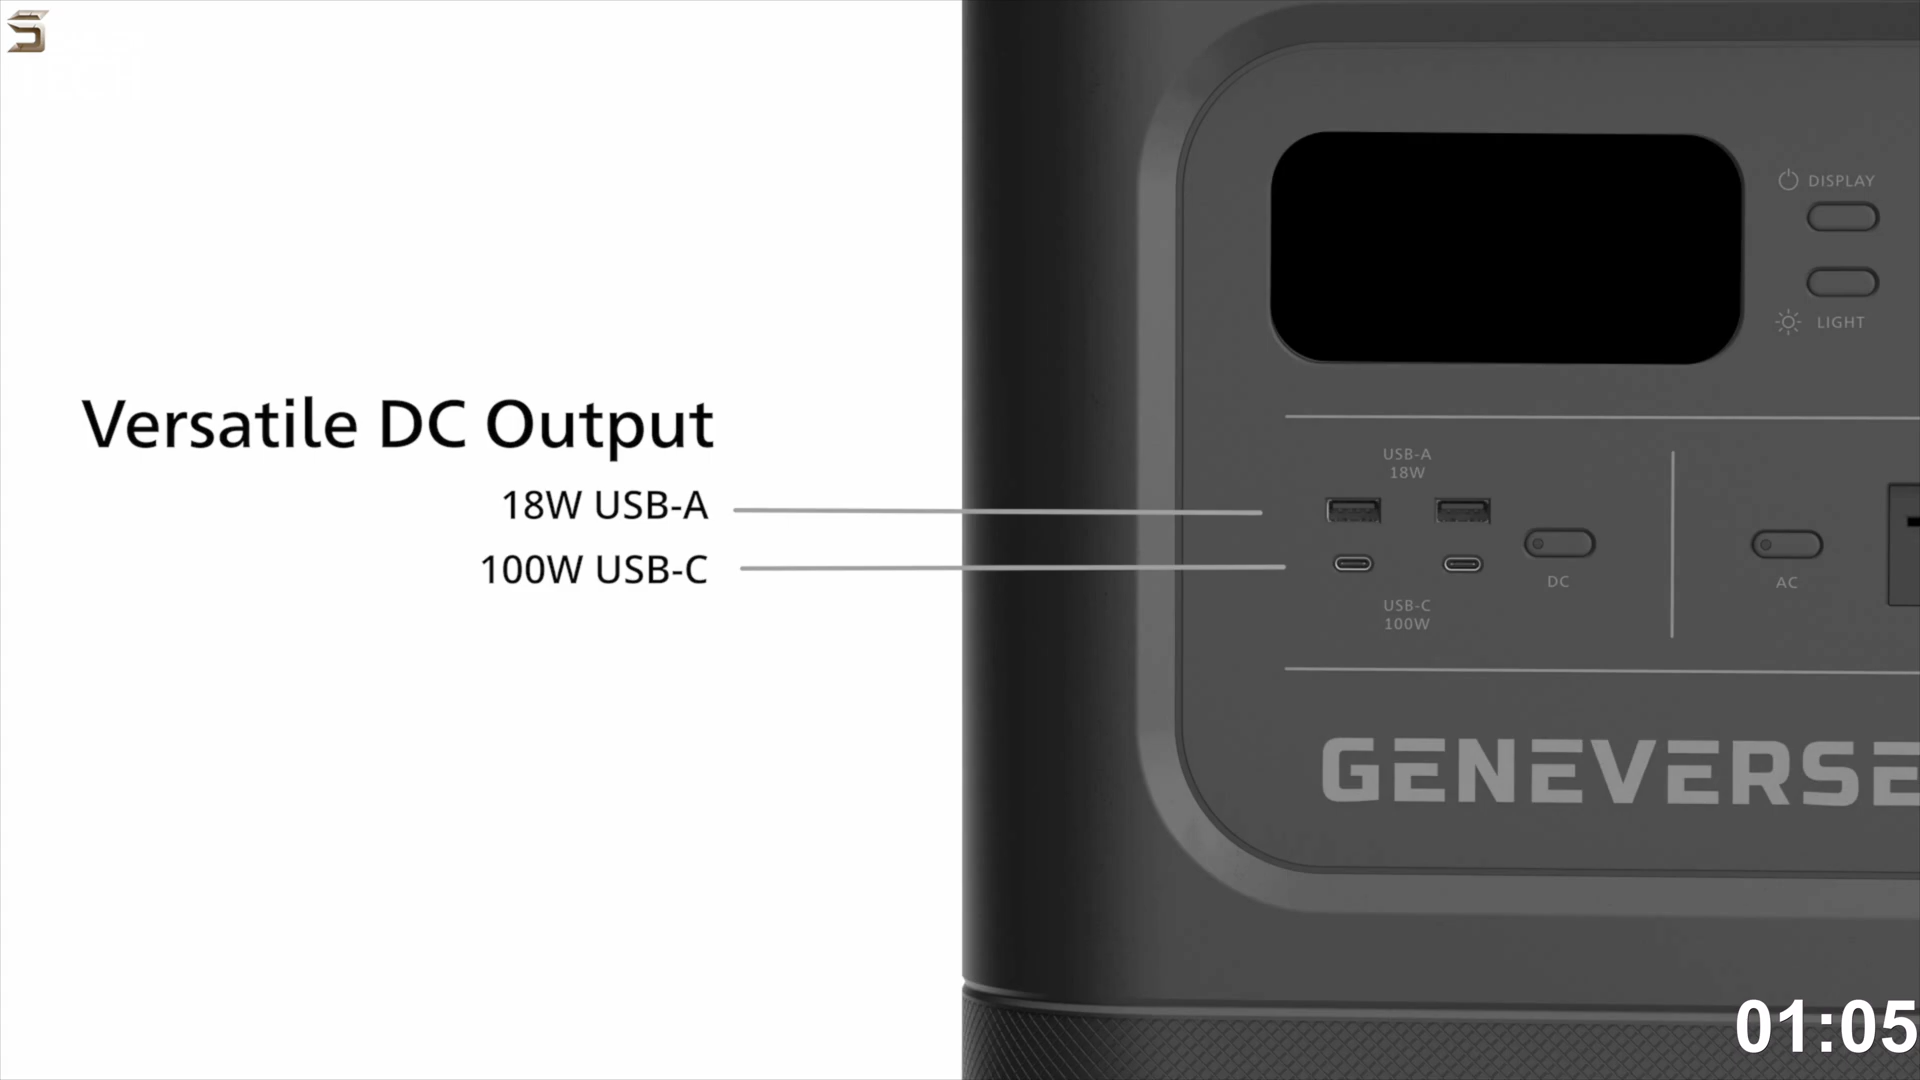 Versatile DC Output
18W USB-A
100W USB-C
DISPLAY
LIGHT
USB-A
18W
DC
AC
USB-C
100W
GENEVERSE
01:05